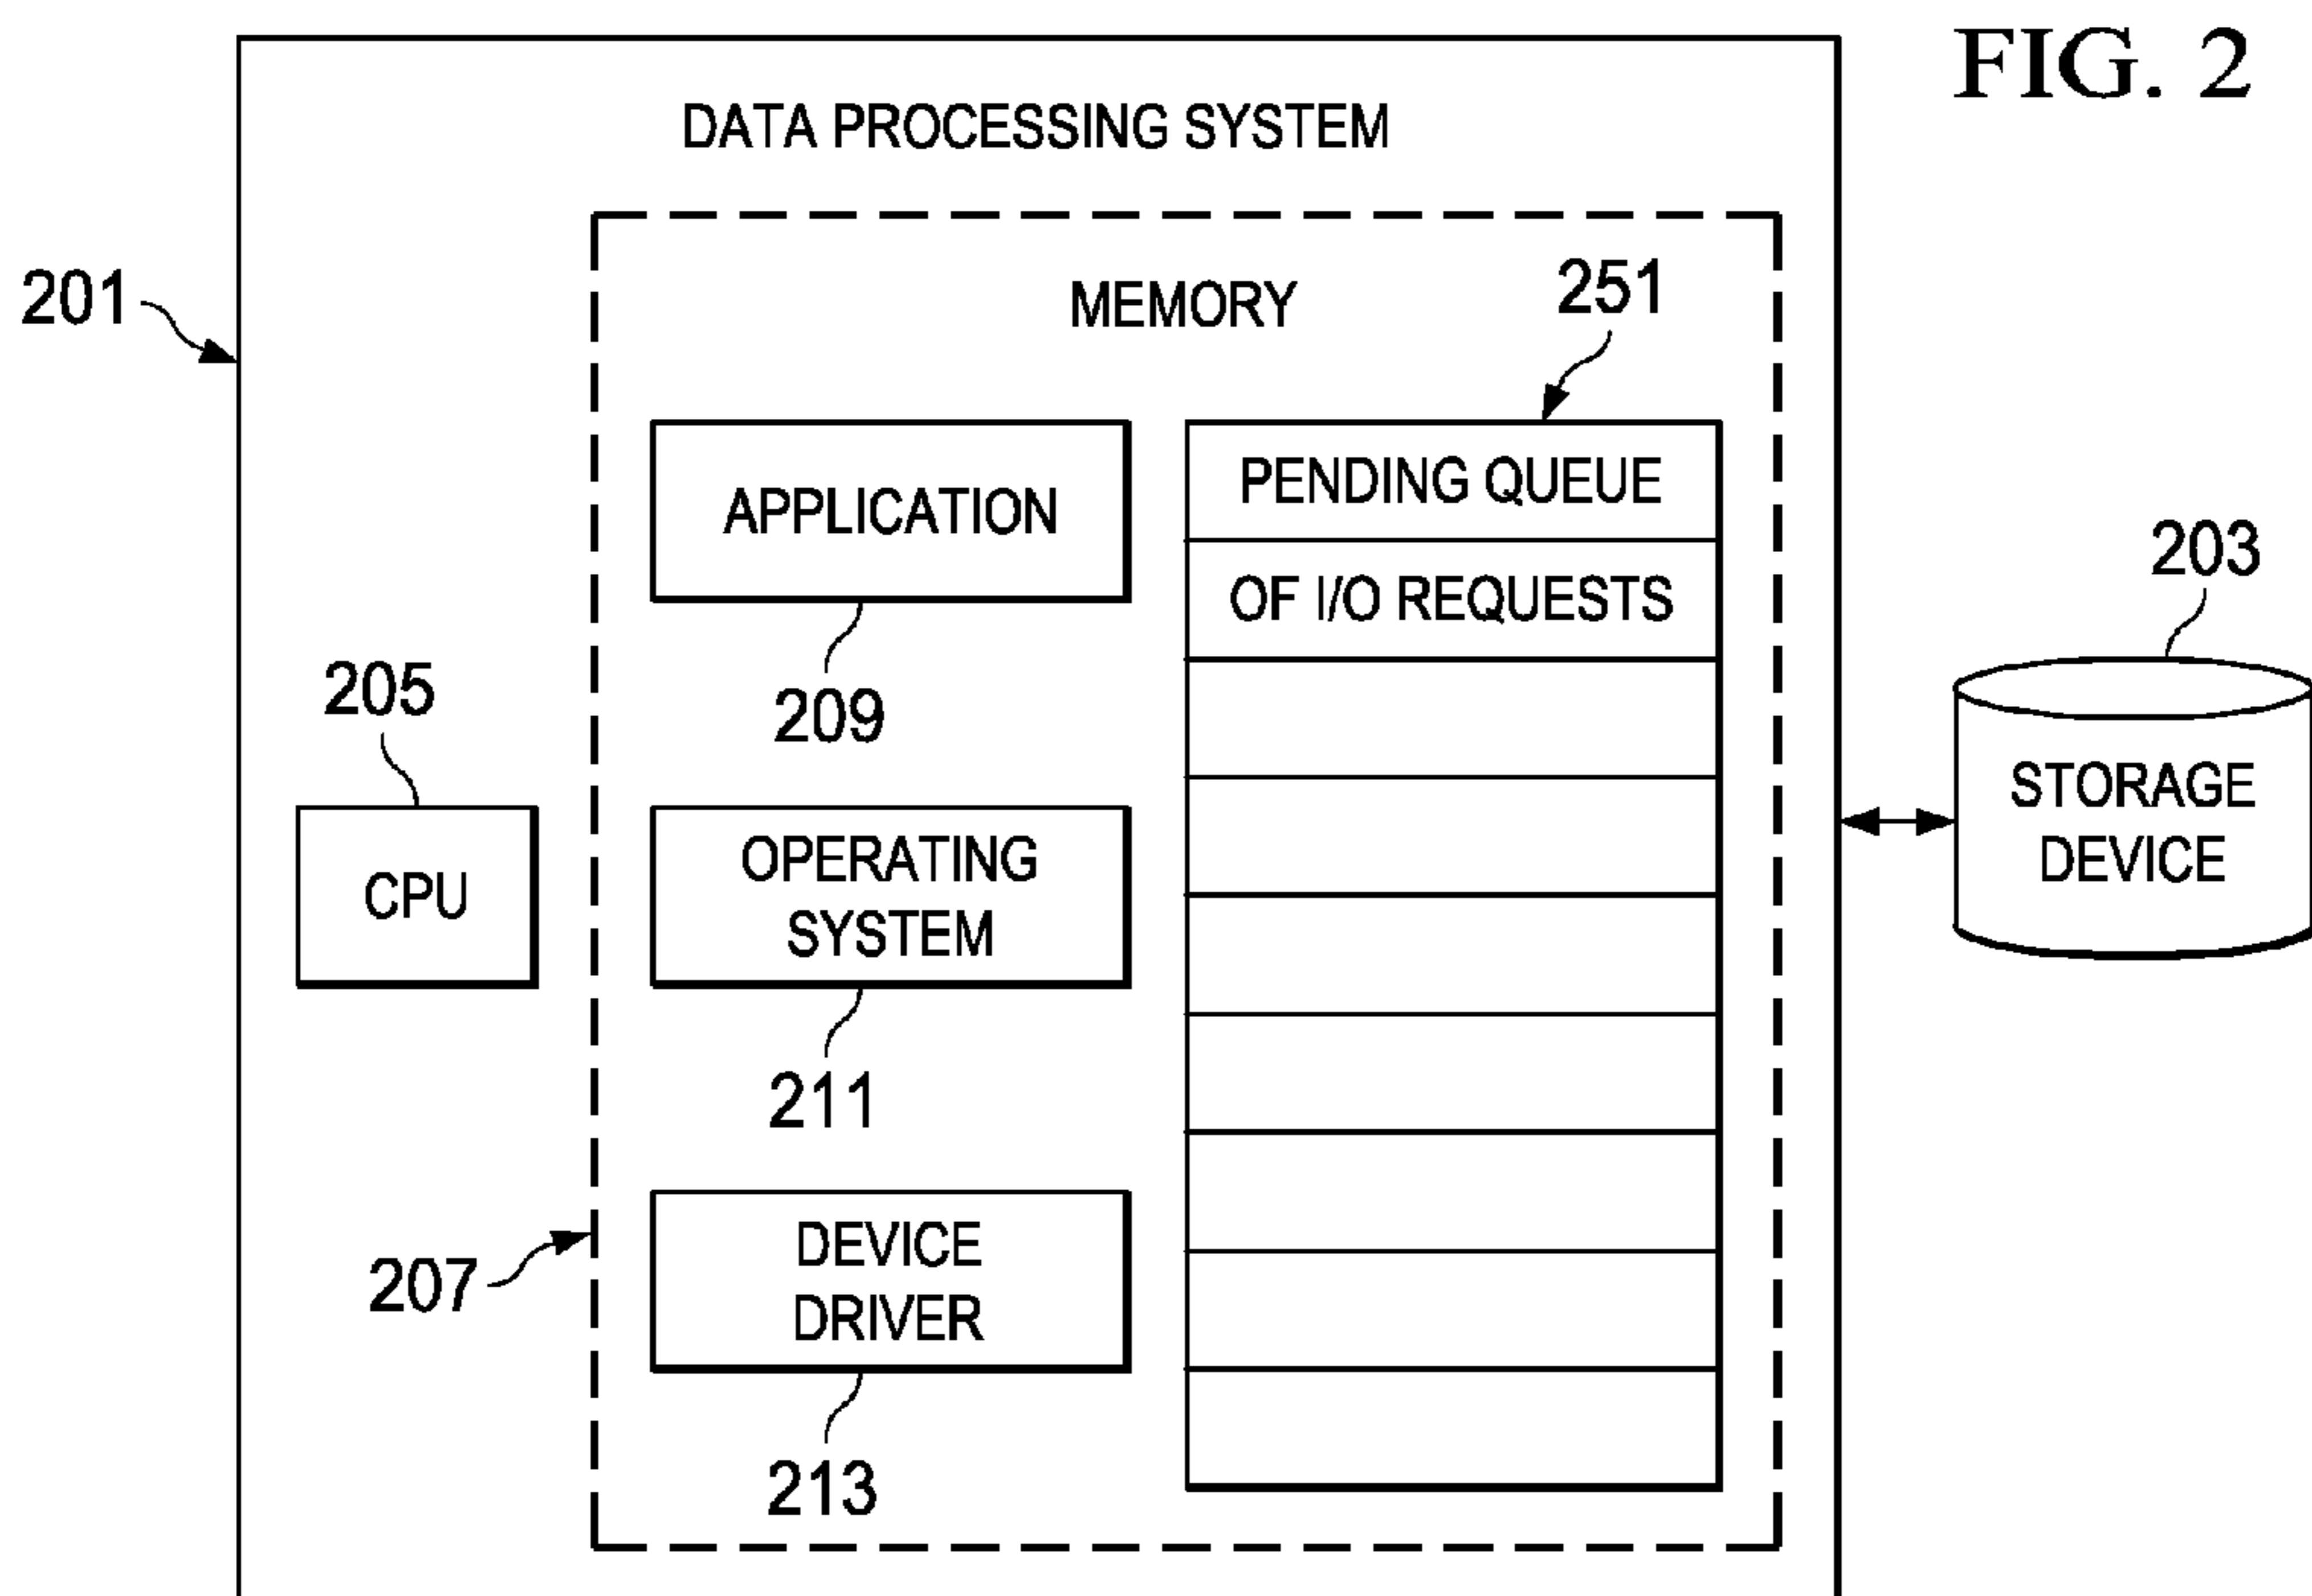 FIG. 2
DATA PROCESSING SYSTEM
201
MEMORY
251
APPLICATION
209
PENDING QUEUE
OF I/O REQUESTS
203
STORAGE
DEVICE
205
CPU
OPERATING
SYSTEM
211
207
DEVICE
DRIVER
213